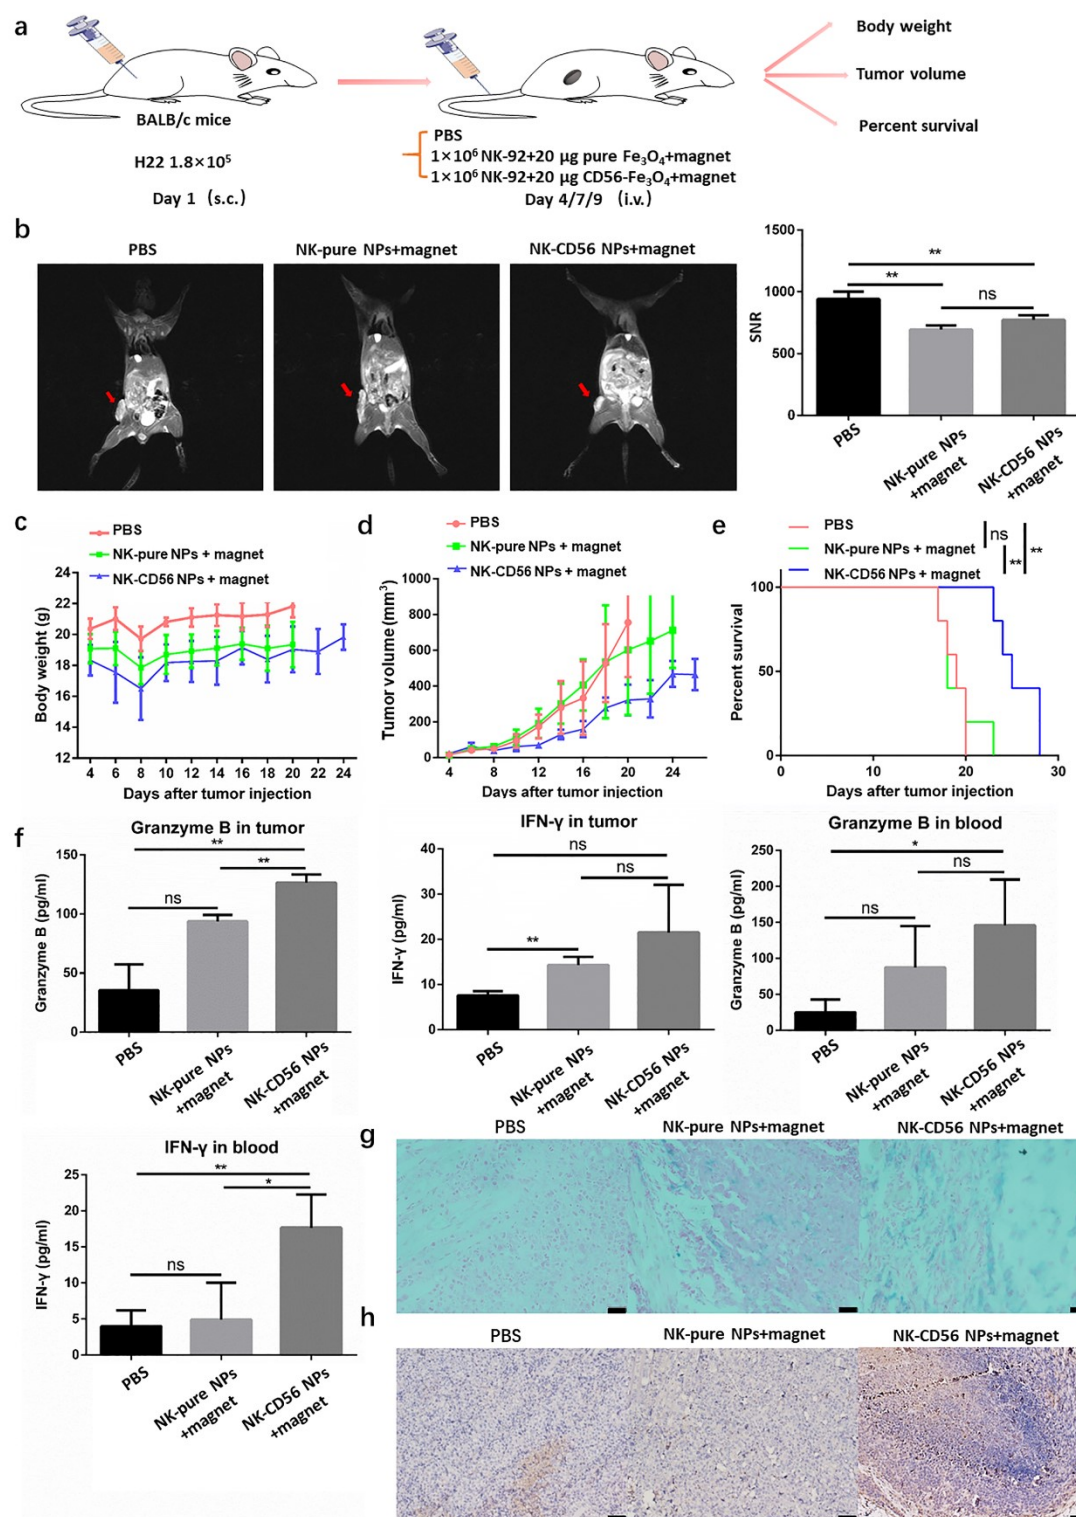 a
BALB/c mice
H22 1.8×10⁵
Day 1 (s.c.)
PBS
1×10⁶ NK-92+20 μg pure Fe₃O₄+magnet
1×10⁶ NK-92+20 μg CD56-Fe₃O₄+magnet
Day 4/7/9 (i.v.)
Body weight
Tumor volume
Percent survival
b
PBS
NK-pure NPs+magnet
NK-CD56 NPs+magnet
SNR
1500
1000
500
0
**
**
ns
PBS
NK-pure NPs
+magnet
NK-CD56 NPs
+magnet
c
PBS
NK-pure NPs + magnet
NK-CD56 NPs + magnet
Body weight (g)
24
22
20
18
16
14
12
4 6 8 10 12 14 16 18 20 22 24
Days after tumor injection
d
PBS
NK-pure NPs + magnet
NK-CD56 NPs + magnet
Tumor volume (mm³)
1000
800
600
400
200
0
4 8 12 16 20 24
Days after tumor injection
e
PBS
NK-pure NPs + magnet
NK-CD56 NPs + magnet
ns
**
**
Percent survival
100
50
0
0 10 20 30
Days after tumor injection
f
Granzyme B in tumor
Granzyme B (pg/ml)
150
100
50
0
**
**
ns
PBS
NK-pure NPs
+magnet
NK-CD56 NPs
+magnet
IFN-γ in tumor
IFN-γ (pg/ml)
40
30
20
10
0
ns
ns
**
PBS
NK-pure NPs
+magnet
NK-CD56 NPs
+magnet
Granzyme B in blood
Granzyme B (pg/ml)
250
200
150
100
50
0
*
ns
ns
PBS
NK-pure NPs
+magnet
NK-CD56 NPs
+magnet
IFN-γ in blood
IFN-γ (pg/ml)
25
20
15
10
5
0
**
*
ns
PBS
NK-pure NPs
+magnet
NK-CD56 NPs
+magnet
g
PBS
NK-pure NPs+magnet
NK-CD56 NPs+magnet
h
PBS
NK-pure NPs+magnet
NK-CD56 NPs+magnet